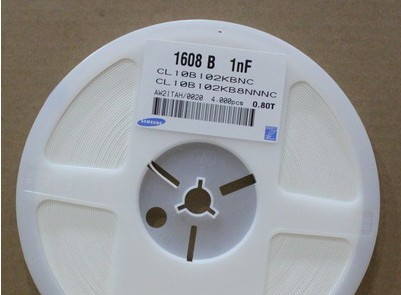 1608 B 1nF
CL10B102KBNC
CL10B102KB8NNNC
AW2ITAH/0020 4.000pcs 0.80T
SAMSUNG